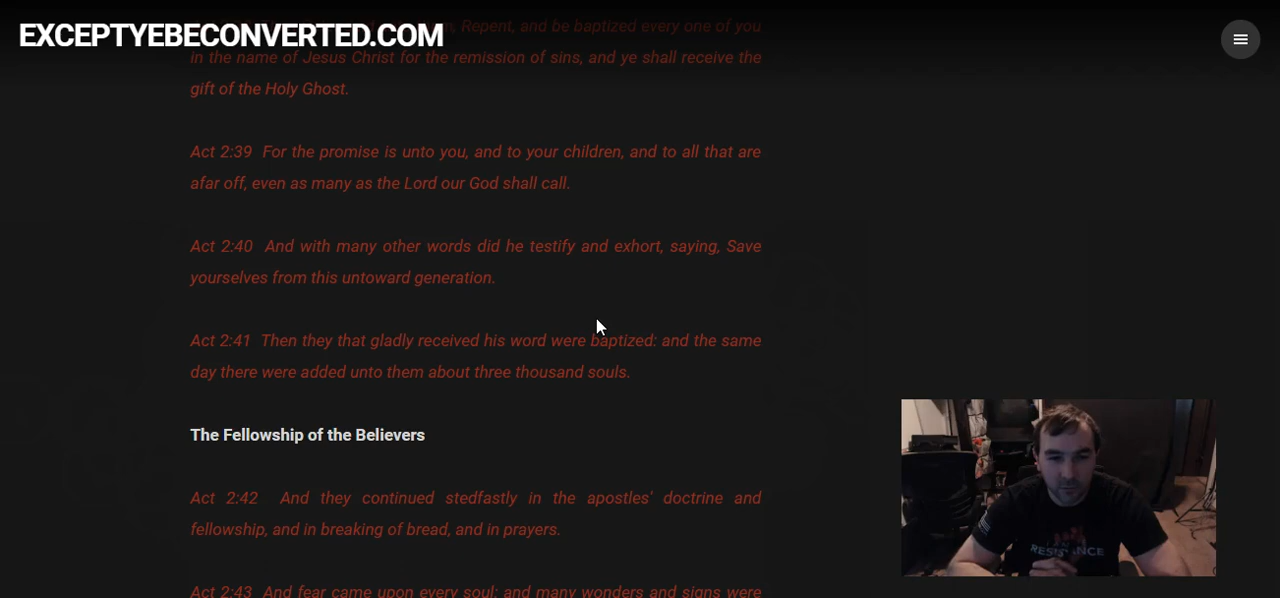 EXCEPTYEBECONVERTED.COM
Repent, and be baptized every one of you
in the name of Jesus Christ for the remission of sins, and ye shall receive the
gift of the Holy Ghost.
Act 2:39 For the promise is unto you, and to your children, and to all that are
afar off, even as many as the Lord our God shall call.
Act 2:40 And with many other words did he testify and exhort, saying, Save
yourselves from this untoward generation.
Act 2:41 Then they that gladly received his word were baptized: and the same
day there were added unto them about three thousand souls.
The Fellowship of the Believers
Act 2:42 And they continued stedfastly in the apostles' doctrine and
fellowship, and in breaking of bread, and in prayers.
Act 2:43 And fear came upon every soul: and many wonders and signs were